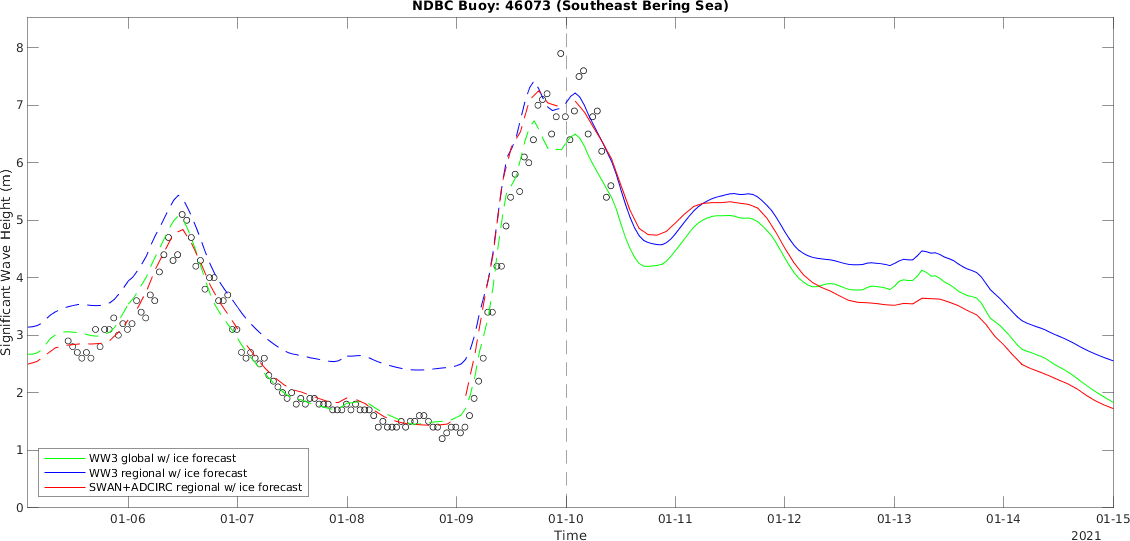 NDBC Buoy: 46073 (Southeast Bering Sea)
Significant Wave Height (m)
8
7
6
5
4
3
2
1
0
WW3 global w/ ice forecast
WW3 regional w/ ice forecast
SWAN+ADCIRC regional w/ ice forecast
01-06 01-07 01-08 01-09 01-10 01-11 01-12 01-13 01-14 01-15
Time
2021